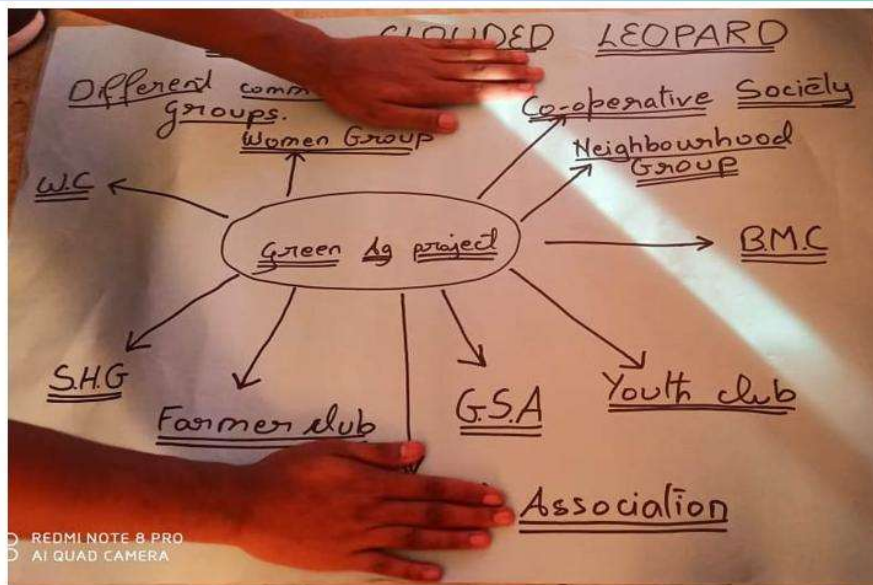 CLOUDED LEOPARD
Different
Groups.
Co-operative Society
Women Group
Neighbourhood
Group
W.C
Green Ag project
B.M.C
S.H.G
Farmer club
G.S.A
Youth club
Association
REDMI NOTE 8 PRO
AI QUAD CAMERA